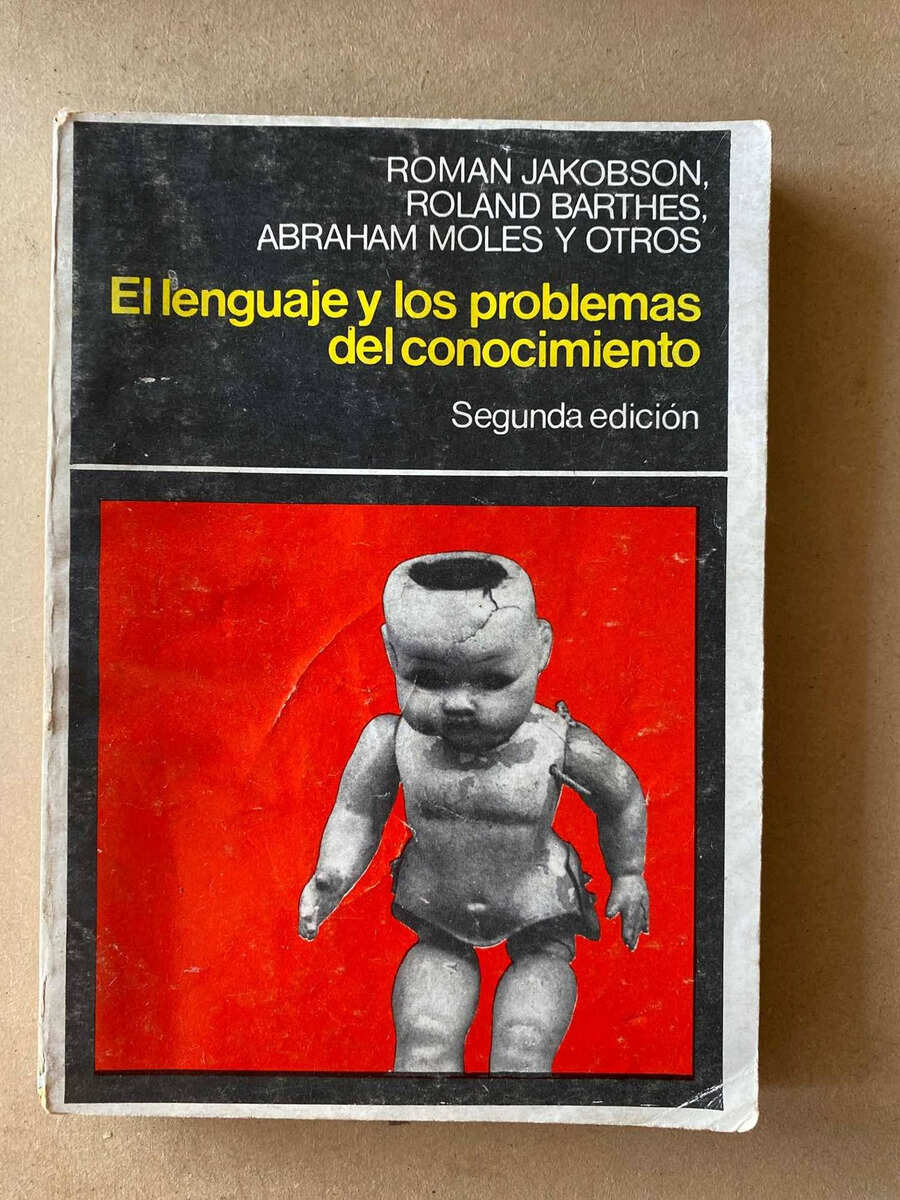 ROMAN JAKOBSON,
ROLAND BARTHES,
ABRAHAM MOLES Y OTROS
El lenguaje y los problemas
del conocimiento
Segunda edición